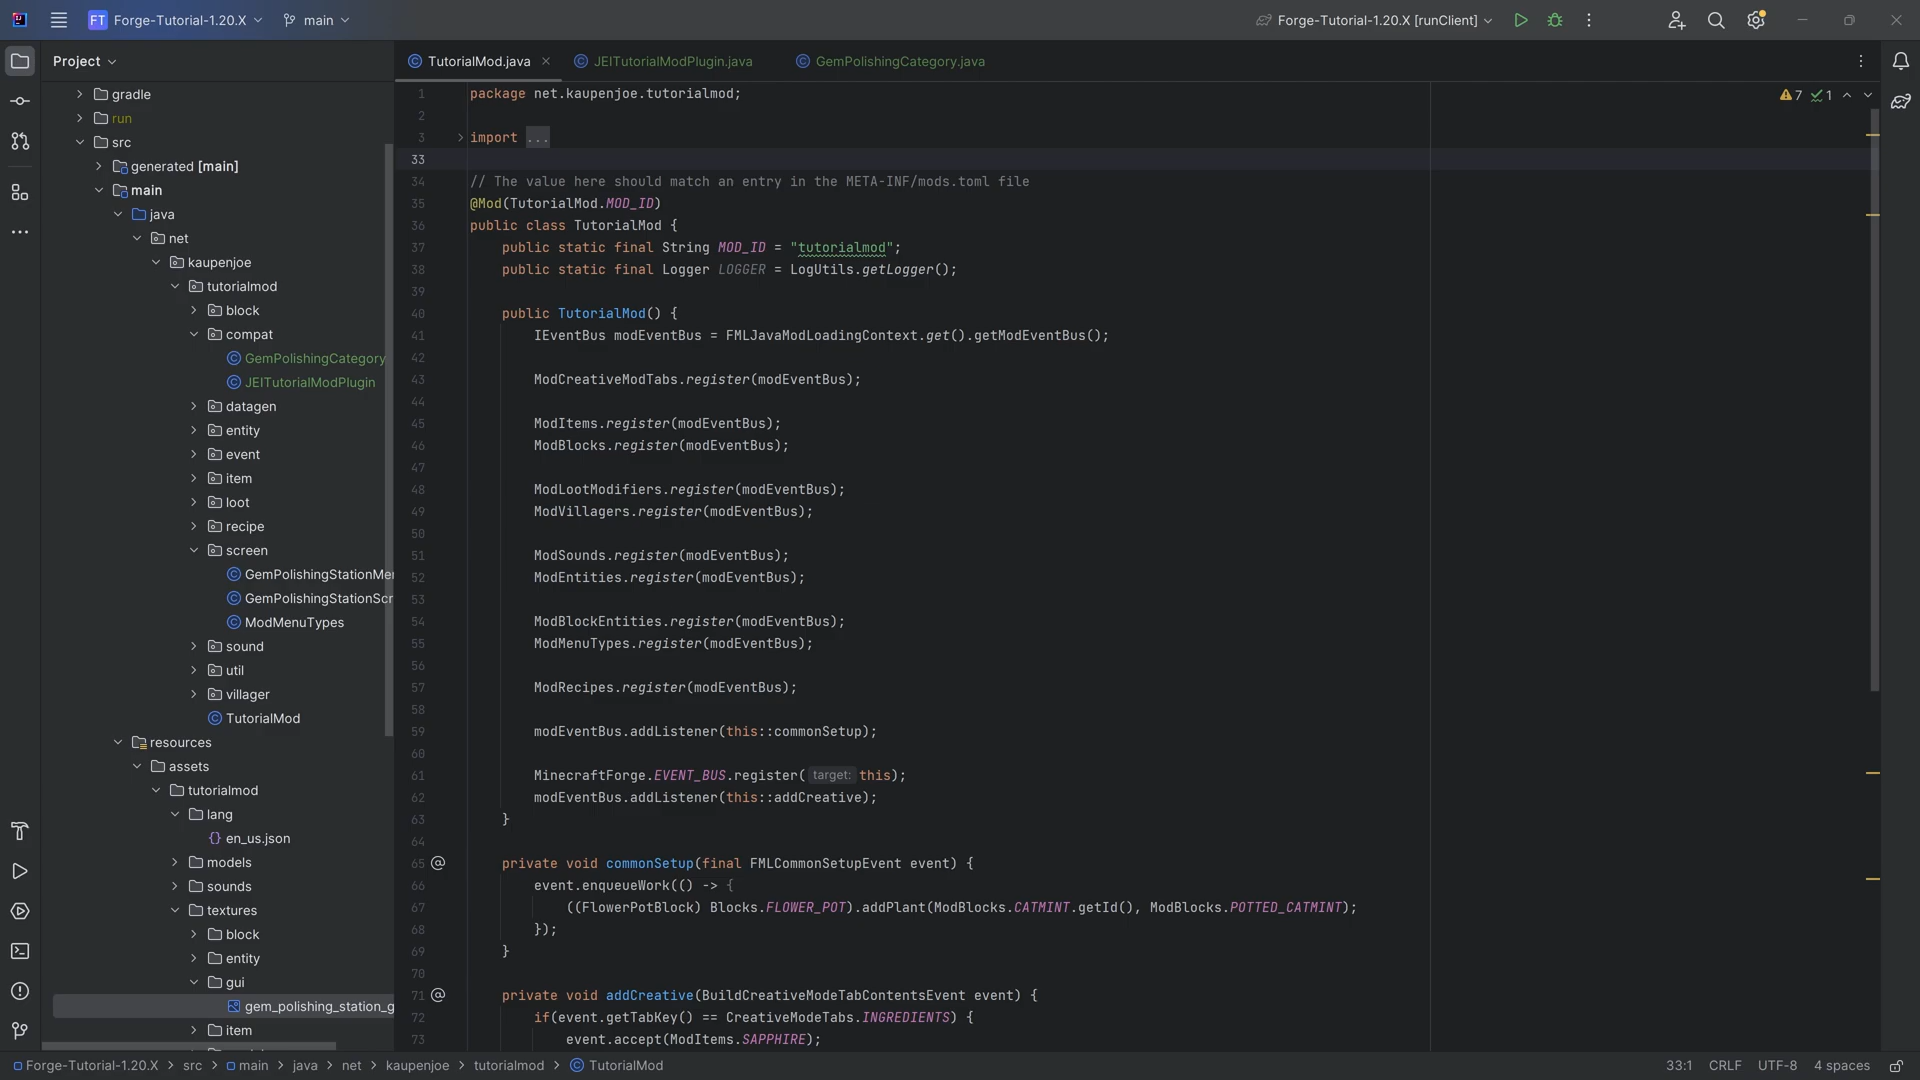 FT Forge-Tutorial-1.20.X main Forge-Tutorial-1.20.X [runClient]
Project
gradle
run
src
generated [main]
main
java
net
kaupenjoe
tutorialmod
block
compat
GemPolishingCategory
JEITutorialModPlugin
datagen
entity
event
item
loot
recipe
screen
GemPolishingStationMe
GemPolishingStationScr
ModMenuTypes
sound
util
villager
TutorialMod
resources
assets
tutorialmod
lang
{} en_us.json
models
sounds
textures
block
entity
gui
gem_polishing_station_g
item
TutorialMod.java JEITutorialModPlugin.java GemPolishingCategory.java
7 1
1 package net.kaupenjoe.tutorialmod;
2
3 import ...
33
34 // The value here should match an entry in the META-INF/mods.toml file
35 @Mod(TutorialMod.MOD_ID)
36 public class TutorialMod {
37 public static final String MOD_ID = "tutorialmod";
38 public static final Logger LOGGER = LogUtils.getLogger();
39
40 public TutorialMod() {
41 IEventBus modEventBus = FMLJavaModLoadingContext.get().getModEventBus();
42
43 ModCreativeModTabs.register(modEventBus);
44
45 ModItems.register(modEventBus);
46 ModBlocks.register(modEventBus);
47
48 ModLootModifiers.register(modEventBus);
49 ModVillagers.register(modEventBus);
50
51 ModSounds.register(modEventBus);
52 ModEntities.register(modEventBus);
53
54 ModBlockEntities.register(modEventBus);
55 ModMenuTypes.register(modEventBus);
56
57 ModRecipes.register(modEventBus);
58
59 modEventBus.addListener(this::commonSetup);
60
61 MinecraftForge.EVENT_BUS.register( target: this);
62 modEventBus.addListener(this::addCreative);
63 }
64
65 @ private void commonSetup(final FMLCommonSetupEvent event) {
66 event.enqueueWork(() -> {
67 ((FlowerPotBlock) Blocks.FLOWER_POT).addPlant(ModBlocks.CATMINT.getId(), ModBlocks.POTTED_CATMINT);
68 });
69 }
70
71 @ private void addCreative(BuildCreativeModeTabContentsEvent event) {
72 if(event.getTabKey() == CreativeModeTabs.INGREDIENTS) {
73 event.accept(ModItems.SAPPHIRE);
Forge-Tutorial-1.20.X > src > main > java > net > kaupenjoe > tutorialmod > TutorialMod 33:1 CRLF UTF-8 4 spaces